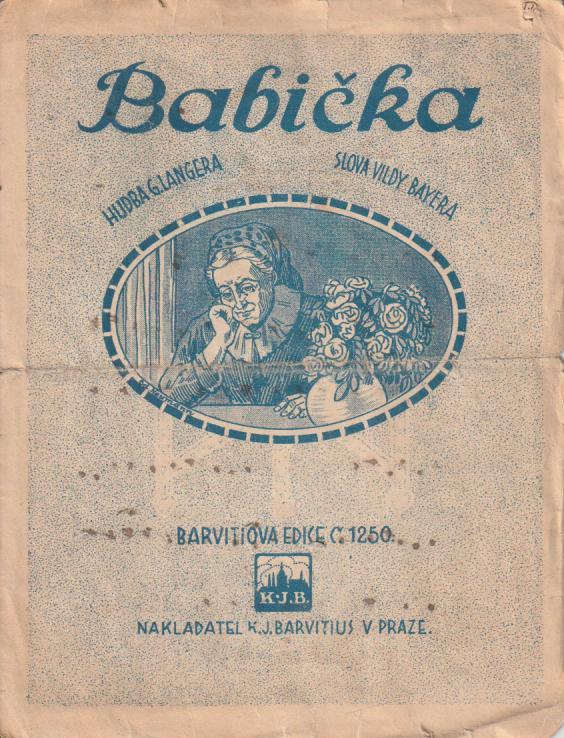 Babička
HUDBA G. LANGERA
SLOVA VILDY BAYERA
BARVITIOVA EDICE Č. 1250.
K.J.B.
NAKLADATEL K.J. BARVITIUS V PRAZE.